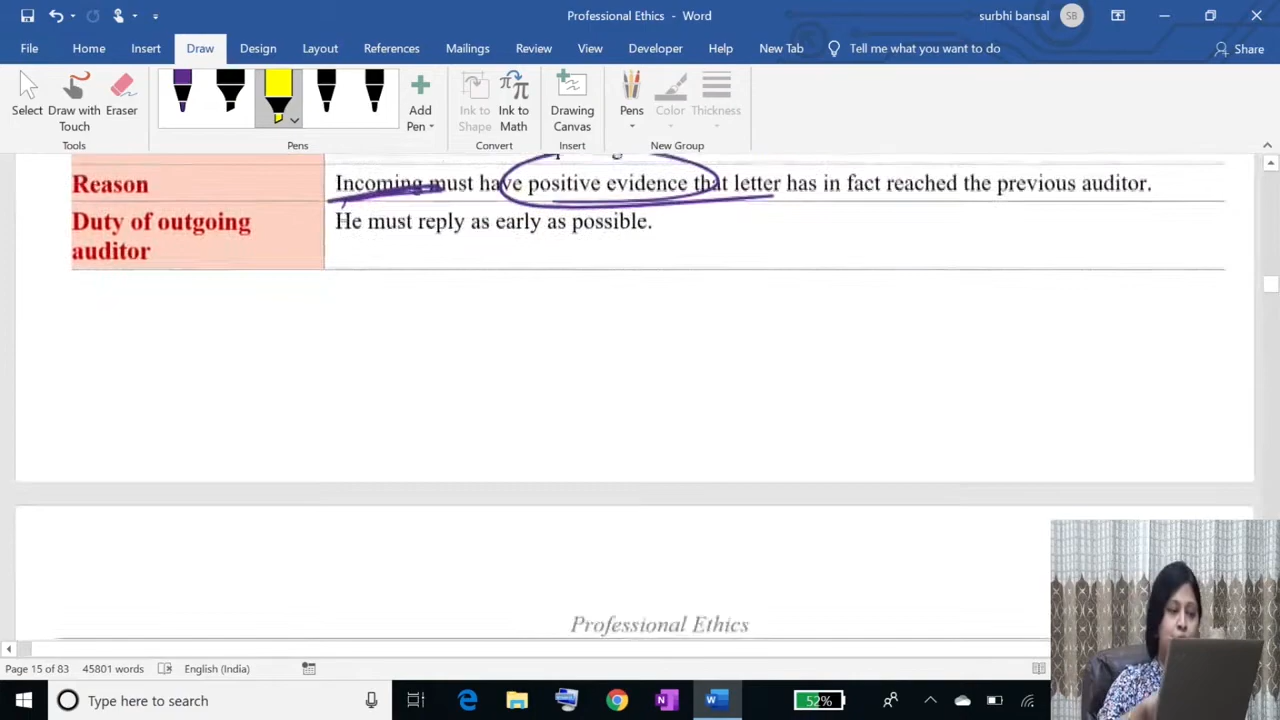 Professional Ethics - Word
surbhi bansal SB
File Home Insert Draw Design Layout References Mailings Review View Developer Help New Tab Tell me what you want to do Share
Select Draw with Touch Eraser
Add Pen
Ink to Shape Ink to Math
Drawing Canvas
Pens Color Thickness
Tools Pens Convert Insert New Group
Reason Incoming must have positive evidence that letter has in fact reached the previous auditor.
Duty of outgoing auditor He must reply as early as possible.
Professional Ethics
Page 15 of 83 45801 words English (India)
Type here to search 52%